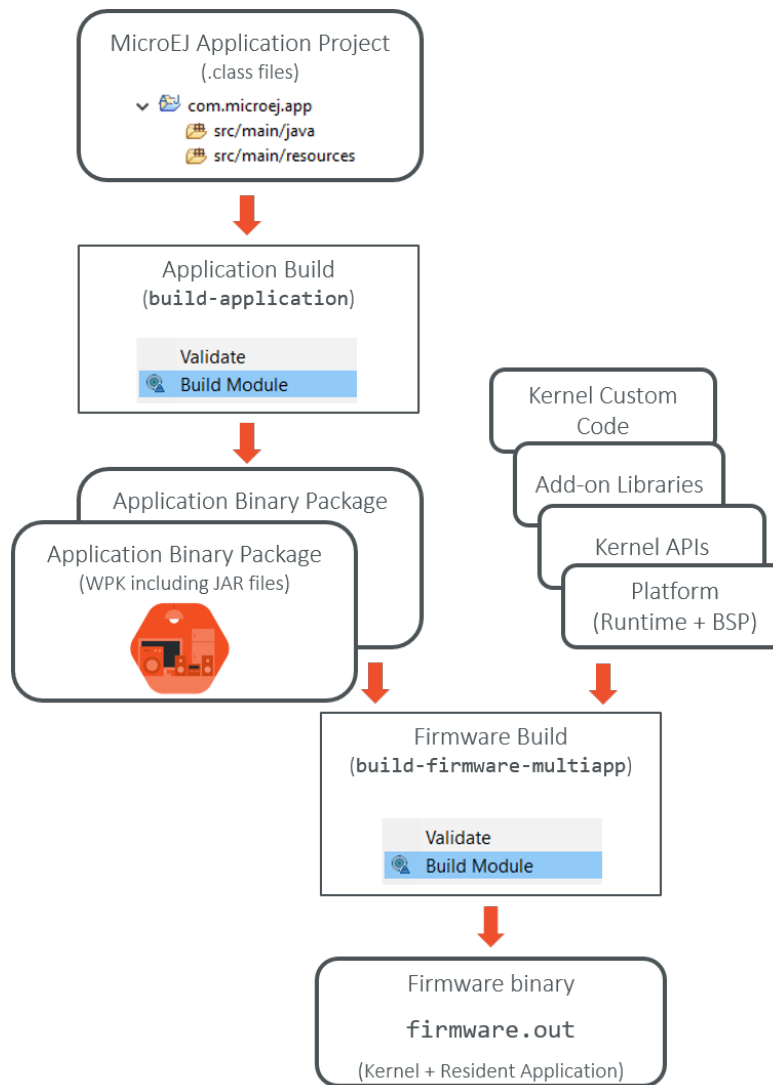 MicroEJ Application Project
(.class files)
com.microej.app
src/main/java
src/main/resources
Application Build
(build-application)
Validate
Build Module
Kernel Custom
Code
Add-on Libraries
Kernel APIs
Platform
(Runtime + BSP)
Application Binary Package
Application Binary Package
(WPK including JAR files)
Firmware Build
(build-firmware-multiapp)
Validate
Build Module
Firmware binary
firmware.out
(Kernel + Resident Application)